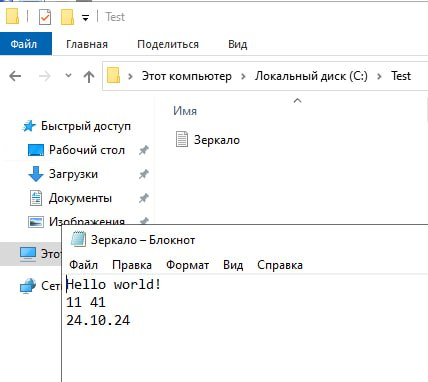 Test
Файл Главная Поделиться Вид
Этот компьютер Локальный диск (C:) Test
Имя
Быстрый доступ
Зеркало
Рабочий стол
Загрузки
Документы
Изображения
Зеркало – Блокнот
Файл Правка Формат Вид Справка
Hello world!
11 41
24.10.24